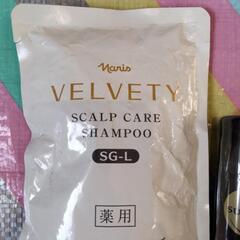 Naris
VELVETY
SCALP CARE
SHAMPOO
SG-L
薬用